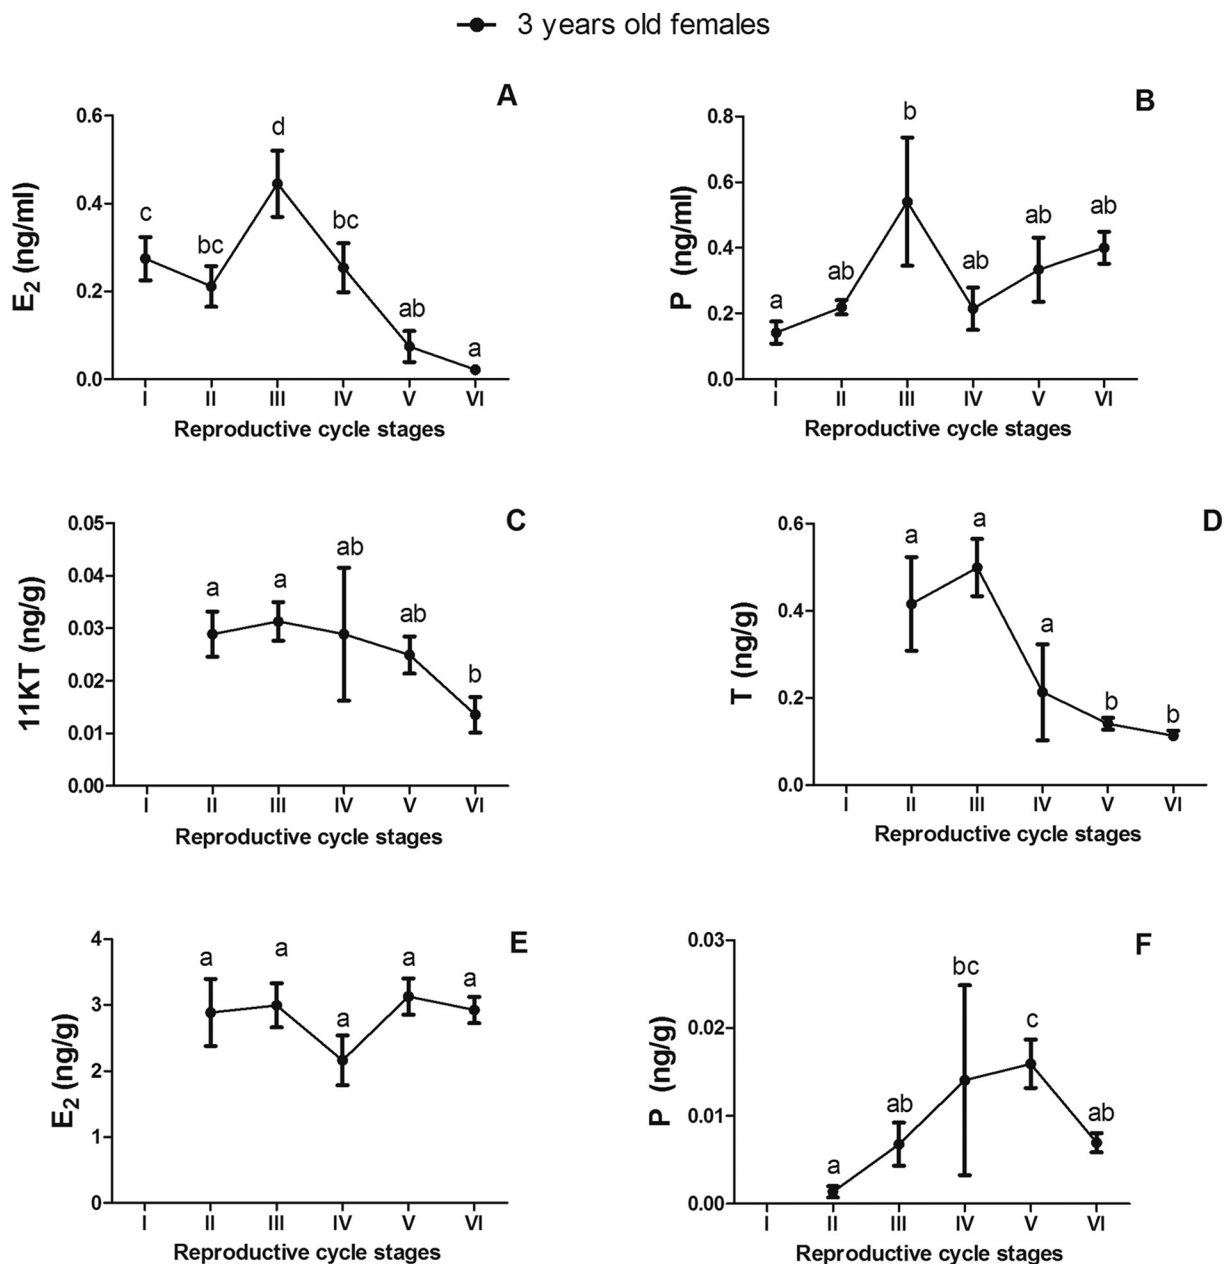 3 years old females
A
0.6
0.4
0.2
0.0
E2 (ng/ml)
c
bc
d
bc
ab
a
I II III IV V VI
Reproductive cycle stages
B
0.8
0.6
0.4
0.2
0.0
P (ng/ml)
a
ab
b
ab
ab
ab
I II III IV V VI
Reproductive cycle stages
C
0.05
0.04
0.03
0.02
0.01
0.00
11KT (ng/g)
a
a
ab
ab
b
I II III IV V VI
Reproductive cycle stages
D
0.6
0.4
0.2
0.0
T (ng/g)
a
a
a
b
b
I II III IV V VI
Reproductive cycle stages
E
4
3
2
1
0
E2 (ng/g)
a
a
a
a
a
I II III IV V VI
Reproductive cycle stages
F
0.03
0.02
0.01
0.00
P (ng/g)
a
ab
bc
c
ab
I II III IV V VI
Reproductive cycle stages